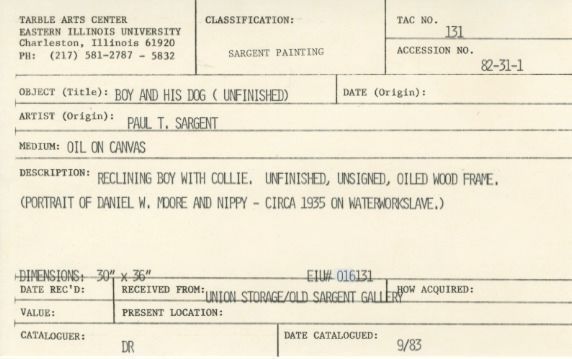 TARBLE ARTS CENTER
EASTERN ILLINOIS UNIVERSITY
Charleston, Illinois 61920
PH: (217) 581-2787 - 5832
CLASSIFICATION:
SARGENT PAINTING
TAC NO.
131
ACCESSION NO.
82-31-1
OBJECT (Title): BOY AND HIS DOG ( UNFINISHED)
DATE (Origin):
ARTIST (Origin): PAUL T. SARGENT
MEDIUM: OIL ON CANVAS
DESCRIPTION: RECLINING BOY WITH COLLIE. UNFINISHED, UNSIGNED, OILED WOOD FRAME.
(PORTRAIT OF DANIEL W. MOORE AND NIPPY - CIRCA 1935 ON WATERWORKSLAVE.)
DIMENSIONS: 30" x 36" EIU# 016131
DATE REC'D:
RECEIVED FROM: UNION STORAGE/OLD SARGENT GALLERY
HOW ACQUIRED:
VALUE:
PRESENT LOCATION:
CATALOGUER: DR
DATE CATALOGUED: 9/83